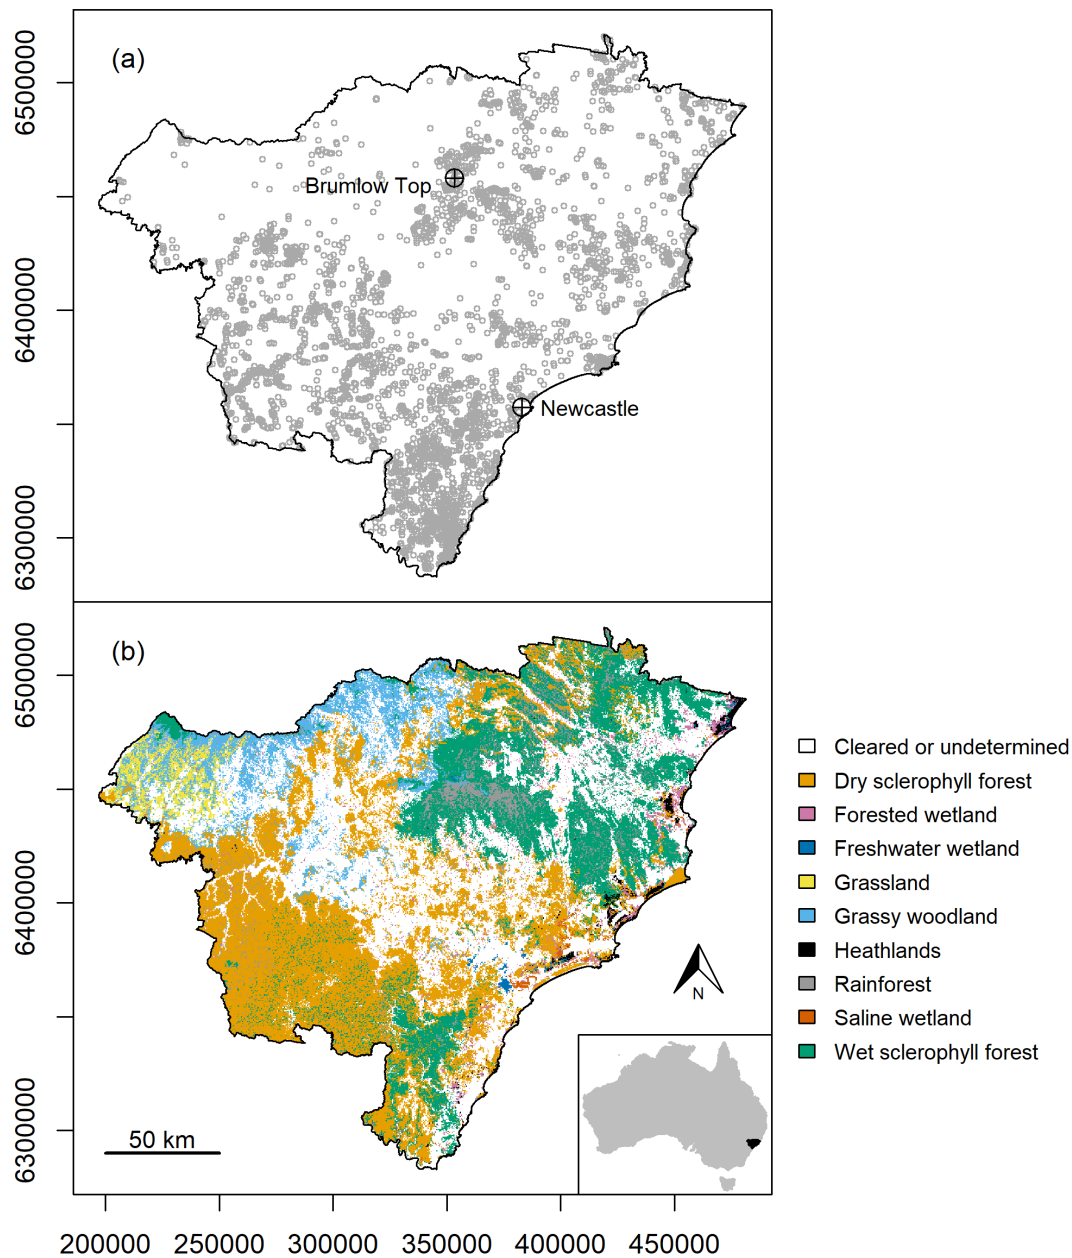 (a)
6500000
6400000
6300000
Brumlow Top
Newcastle
(b)
6500000
6400000
6300000
N
50 km
200000 250000 300000 350000 400000 450000
Cleared or undetermined
Dry sclerophyll forest
Forested wetland
Freshwater wetland
Grassland
Grassy woodland
Heathlands
Rainforest
Saline wetland
Wet sclerophyll forest